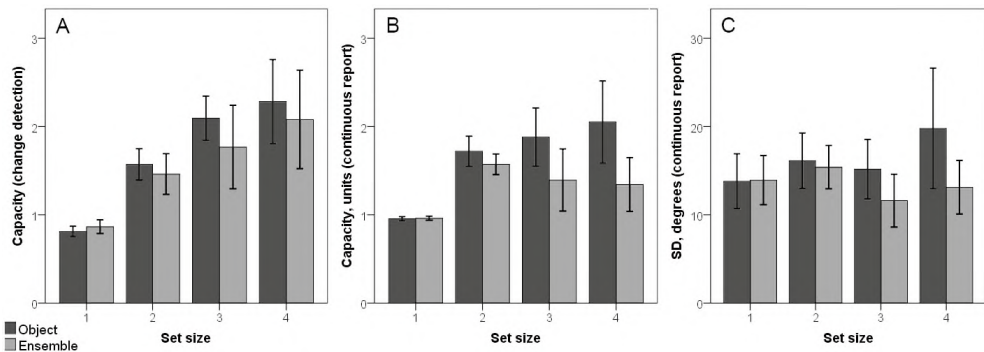 A
Capacity (change detection)
3
2
1
0
1 2 3 4
Set size
B
Capacity, units (continuous report)
3
2
1
0
1 2 3 4
Set size
C
SD, degrees (continuous report)
30
20
10
0
1 2 3 4
Set size
Object
Ensemble